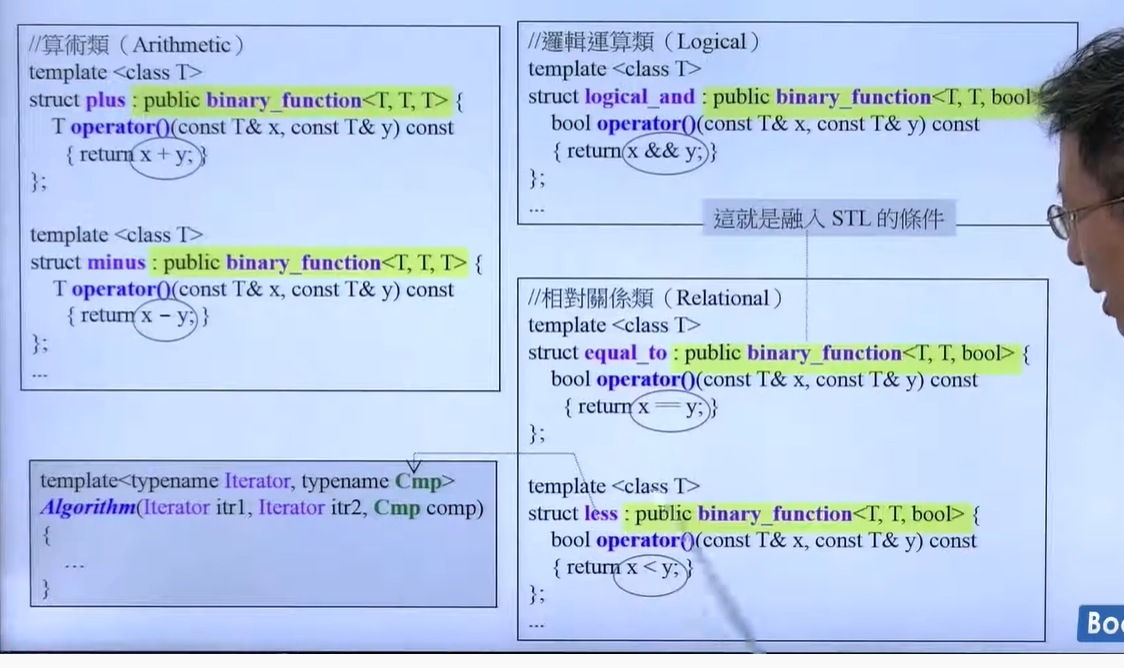 //算術類（Arithmetic）
template <class T>
struct plus : public binary_function<T, T, T> {
T operator()(const T& x, const T& y) const
{ return x + y; }
};
template <class T>
struct minus : public binary_function<T, T, T> {
T operator()(const T& x, const T& y) const
{ return x − y; }
};
...
//邏輯運算類（Logical）
template <class T>
struct logical_and : public binary_function<T, T, bool
bool operator()(const T& x, const T& y) const
{ return x && y; }
};
...
這就是融入 STL 的條件
//相對關係類（Relational）
template <class T>
struct equal_to : public binary_function<T, T, bool> {
bool operator()(const T& x, const T& y) const
{ return x == y; }
};
template <class T>
struct less : public binary_function<T, T, bool> {
bool operator()(const T& x, const T& y) const
{ return x < y; }
};
...
template<typename Iterator, typename Cmp>
Algorithm(Iterator itr1, Iterator itr2, Cmp comp)
{
...
}